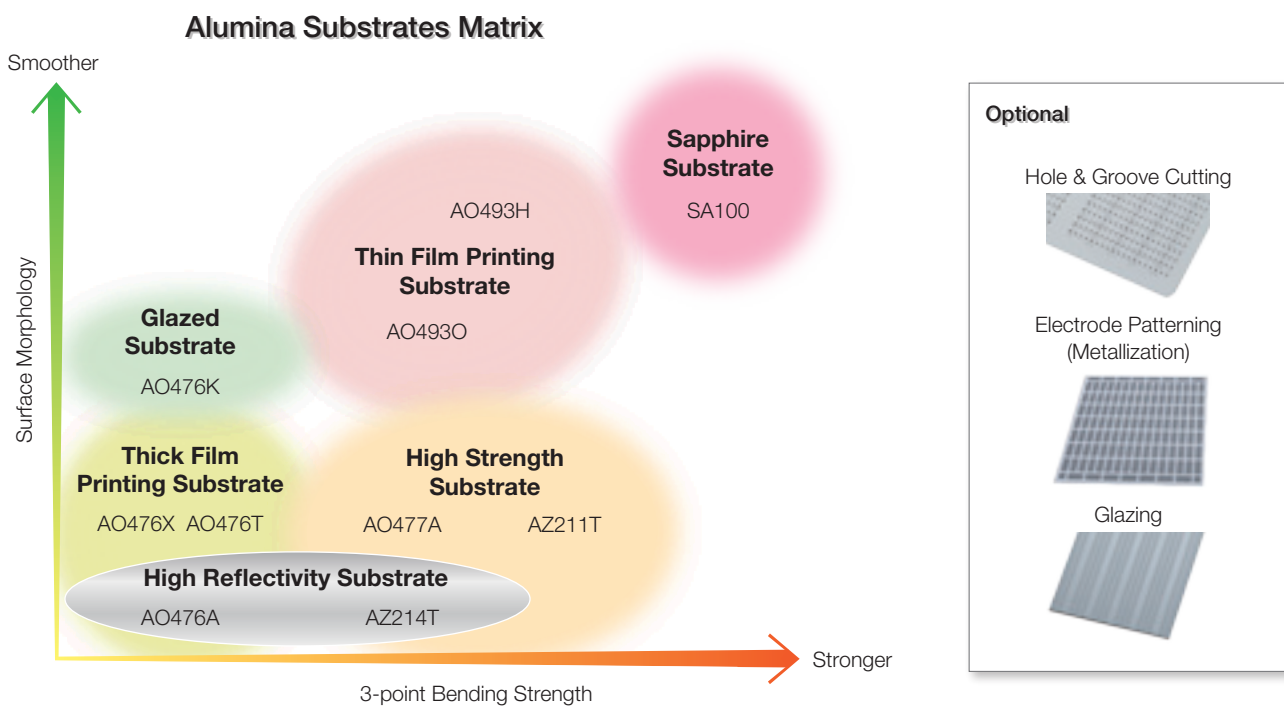 Alumina Substrates Matrix
Smoother
Surface Morphology
Sapphire
Substrate
SA100
AO493H
Thin Film Printing
Substrate
AO493O
Glazed
Substrate
AO476K
Thick Film
Printing Substrate
AO476X AO476T
High Strength
Substrate
AO477A AZ211T
High Reflectivity Substrate
AO476A AZ214T
Stronger
3-point Bending Strength
Optional
Hole & Groove Cutting
Electrode Patterning
(Metallization)
Glazing